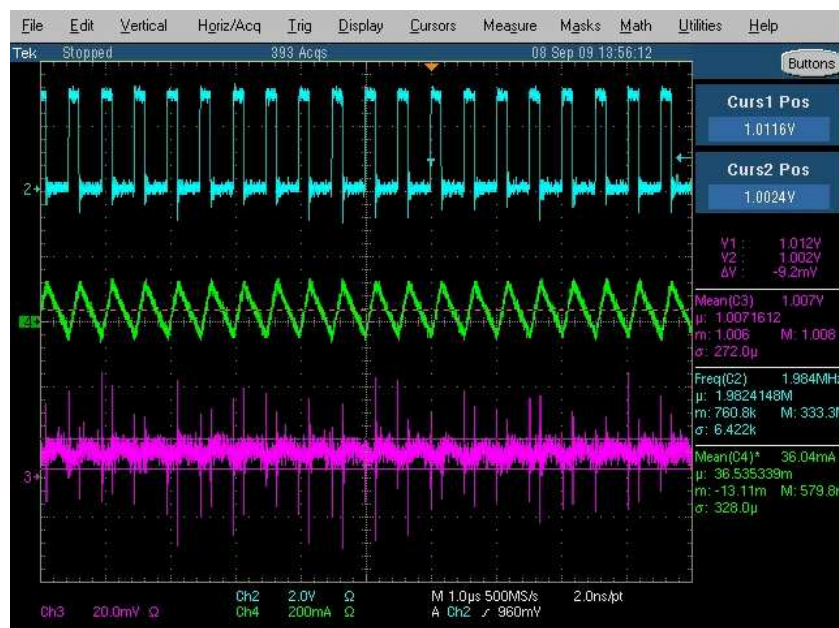 File Edit Vertical Horiz/Acq Trig Display Cursors Measure Masks Math Utilities Help
Tek Stopped 393 Acqs 08 Sep 09 13:56:12
Buttons
Curs1 Pos
1.0116V
Curs2 Pos
1.0024V
V1 : 1.012V
V2 : 1.002V
ΔV : -9.2mV
Mean(C3) 1.007V
µ: 1.0071612
m: 1.006 M: 1.008
σ: 272.0µ
Freq(C2) 1.984MHz
µ: 1.9824148M
m: 760.8k M: 333.3M
σ: 6.422k
Mean(C4)* 36.04mA
µ: 36.535339m
m: -13.11m M: 579.8m
σ: 328.0µ
2
T
4
3
Ch2 2.0V Ω M 1.0µs 500MS/s 2.0ns/pt
Ch3 20.0mV Ω Ch4 200mA Ω A Ch2 ⌿ 960mV